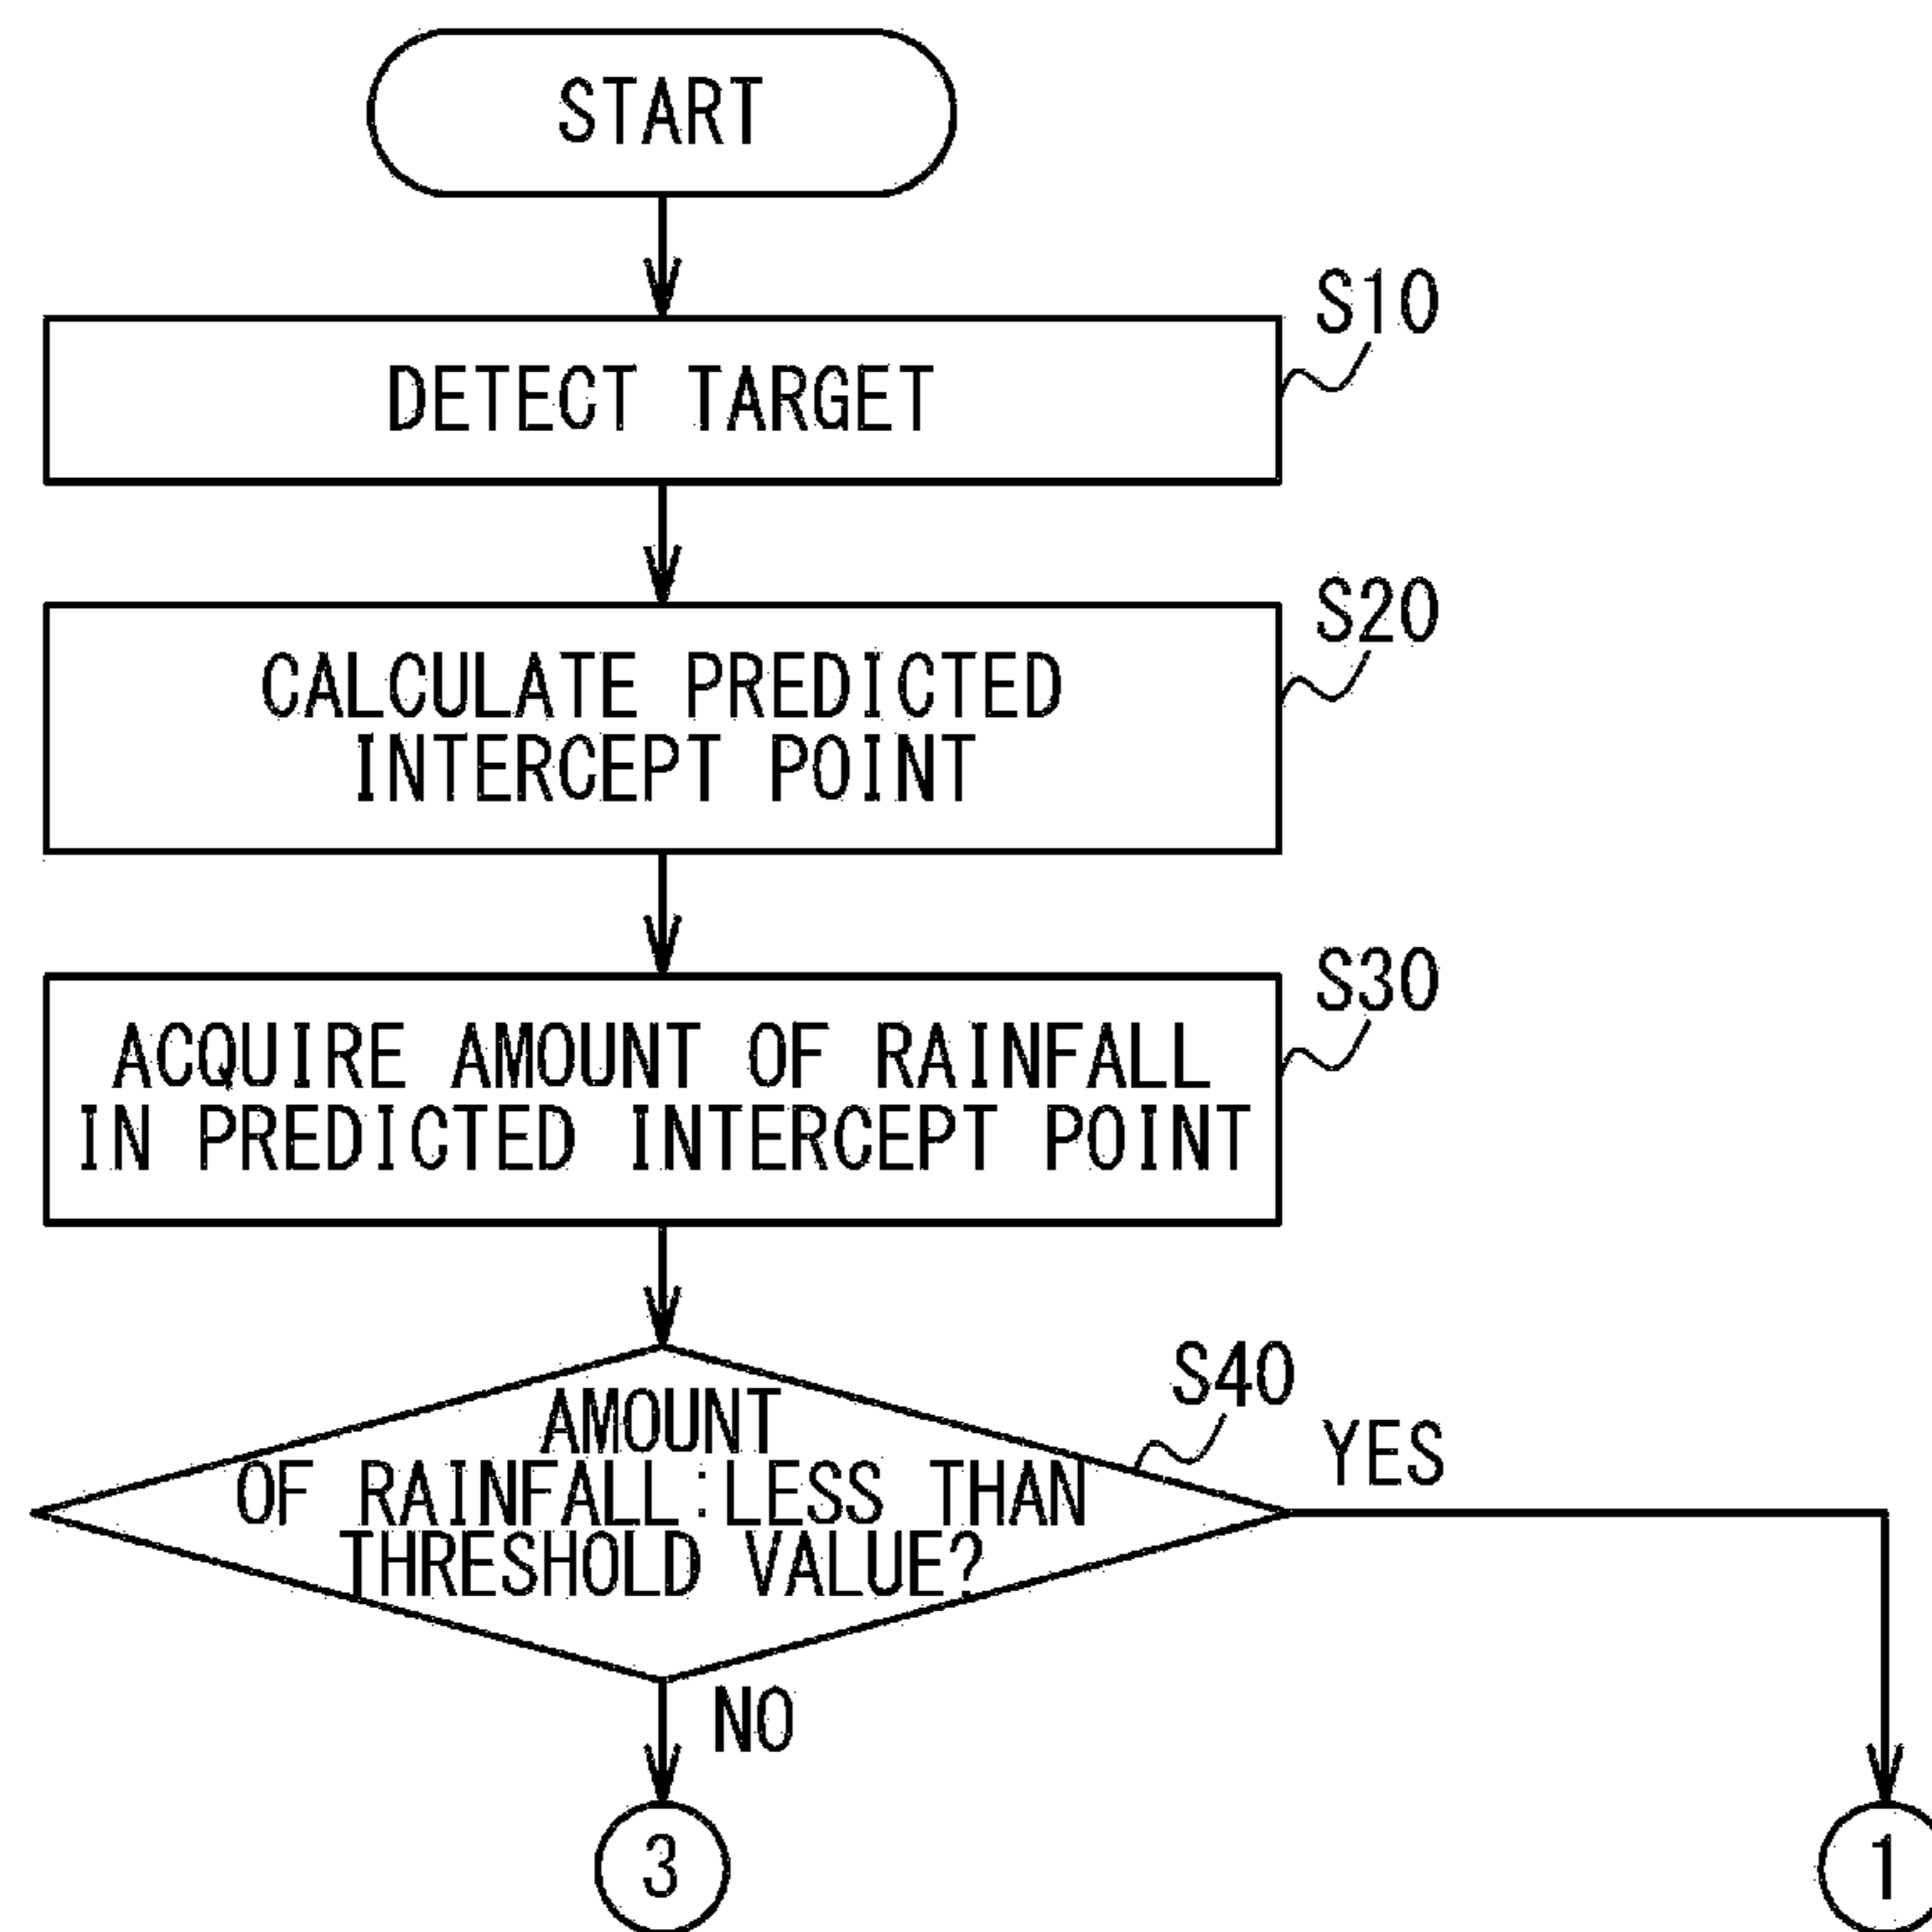 START
S10
DETECT TARGET
S20
CALCULATE PREDICTED
INTERCEPT POINT
S30
ACQUIRE AMOUNT OF RAINFALL
IN PREDICTED INTERCEPT POINT
S40
YES
AMOUNT
OF RAINFALL:LESS THAN
THRESHOLD VALUE?
NO
3
1